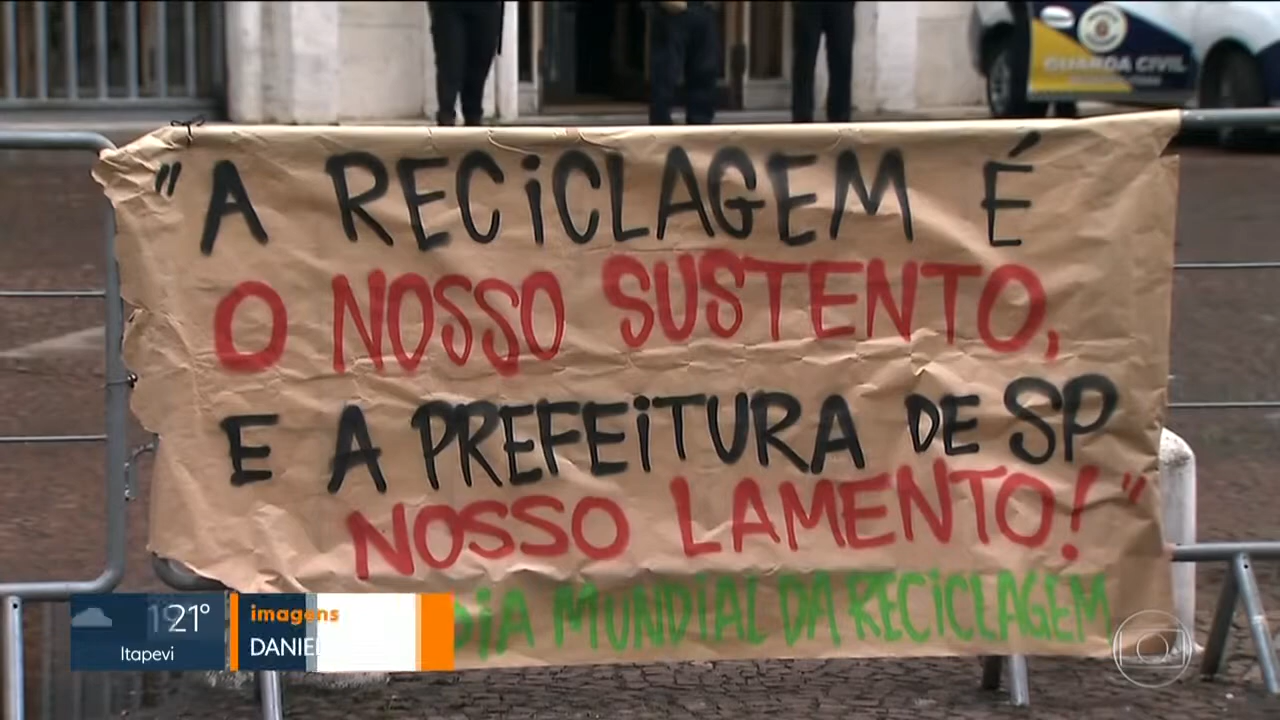 GUARDA CIVIL
"A RECiCLAGEM É
O NOSSO SUSTENTO,
E A PREFEiTURA DE SP
NOSSO LAMENTO!"
DiA MUNDIAL DA RECiCLAGEM
21°
Itapevi
imagens